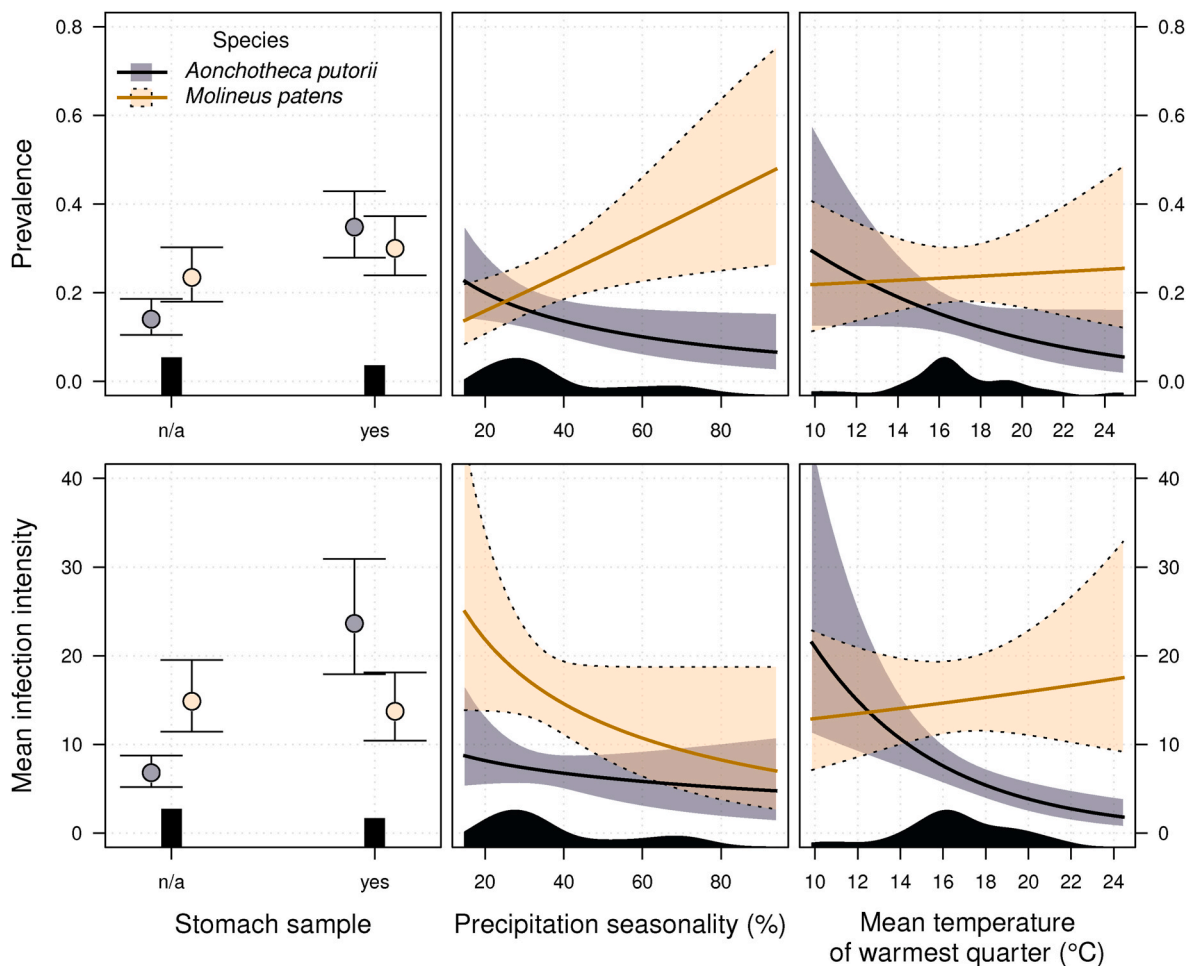 Species
Aonchotheca putorii
Molineus patens
Prevalence
0.8
0.6
0.4
0.2
0.0
n/a yes
20 40 60 80
10 12 14 16 18 20 22 24
0.8
0.6
0.4
0.2
0.0
Mean infection intensity
40
30
20
10
0
n/a yes
20 40 60 80
10 12 14 16 18 20 22 24
40
30
20
10
0
Stomach sample
Precipitation seasonality (%)
Mean temperature
of warmest quarter (°C)